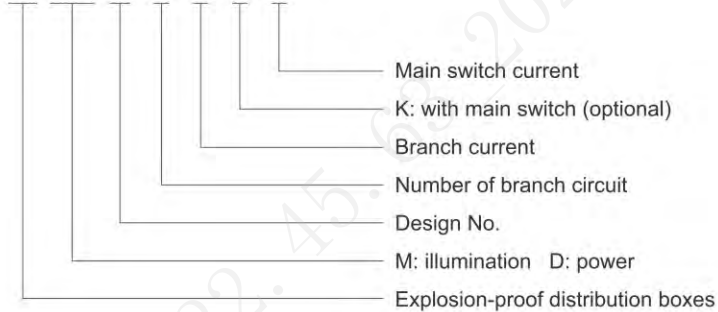 Main switch current
K: with main switch (optional)
Branch current
Number of branch circuit
Design No.
M: illumination D: power
Explosion-proof distribution boxes